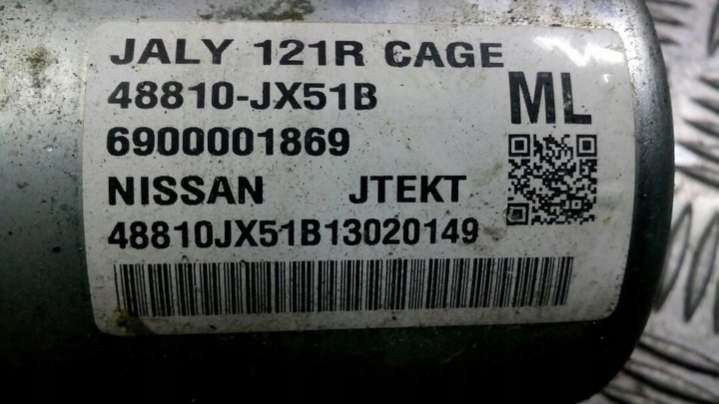 JALY 121R CAGE
48810-JX51B
ML
6900001869
NISSAN JTEKT
48810JX51B13020149